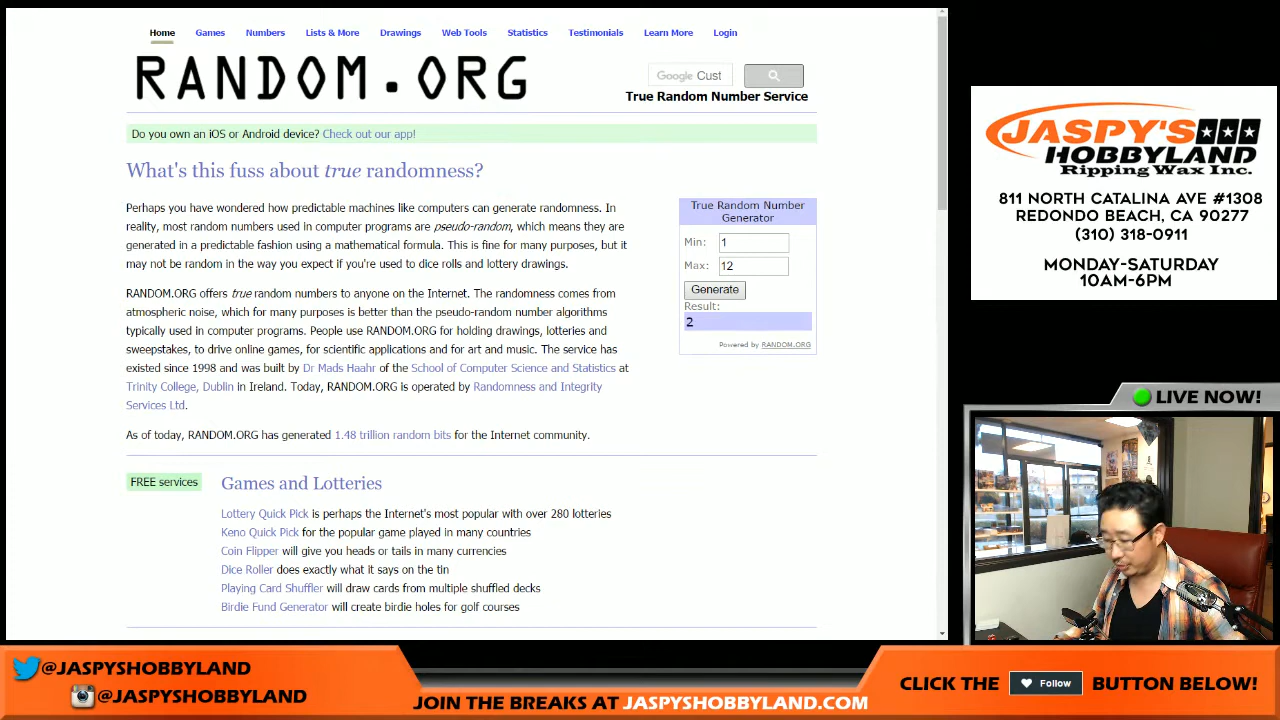 Home Games Numbers Lists & More Drawings Web Tools Statistics Testimonials Learn More Login
RANDOM.ORG
Google Cust
True Random Number Service
Do you own an iOS or Android device? Check out our app!
What's this fuss about true randomness?
Perhaps you have wondered how predictable machines like computers can generate randomness. In
reality, most random numbers used in computer programs are pseudo-random, which means they are
generated in a predictable fashion using a mathematical formula. This is fine for many purposes, but it
may not be random in the way you expect if you're used to dice rolls and lottery drawings.
RANDOM.ORG offers true random numbers to anyone on the Internet. The randomness comes from
atmospheric noise, which for many purposes is better than the pseudo-random number algorithms
typically used in computer programs. People use RANDOM.ORG for holding drawings, lotteries and
sweepstakes, to drive online games, for scientific applications and for art and music. The service has
existed since 1998 and was built by Dr Mads Haahr of the School of Computer Science and Statistics at
Trinity College, Dublin in Ireland. Today, RANDOM.ORG is operated by Randomness and Integrity
Services Ltd.
As of today, RANDOM.ORG has generated 1.48 trillion random bits for the Internet community.
True Random Number
Generator
Min: 1
Max: 12
Generate
Result:
2
Powered by RANDOM.ORG
FREE services
Games and Lotteries
Lottery Quick Pick is perhaps the Internet's most popular with over 280 lotteries
Keno Quick Pick for the popular game played in many countries
Coin Flipper will give you heads or tails in many currencies
Dice Roller does exactly what it says on the tin
Playing Card Shuffler will draw cards from multiple shuffled decks
Birdie Fund Generator will create birdie holes for golf courses
JASPY'S
HOBBYLAND
Ripping Wax Inc.
811 NORTH CATALINA AVE #1308
REDONDO BEACH, CA 90277
(310) 318-0911
MONDAY-SATURDAY
10AM-6PM
LIVE NOW!
@JASPYSHOBBYLAND
@JASPYSHOBBYLAND
JOIN THE BREAKS AT JASPYSHOBBYLAND.COM
CLICK THE Follow BUTTON BELOW!